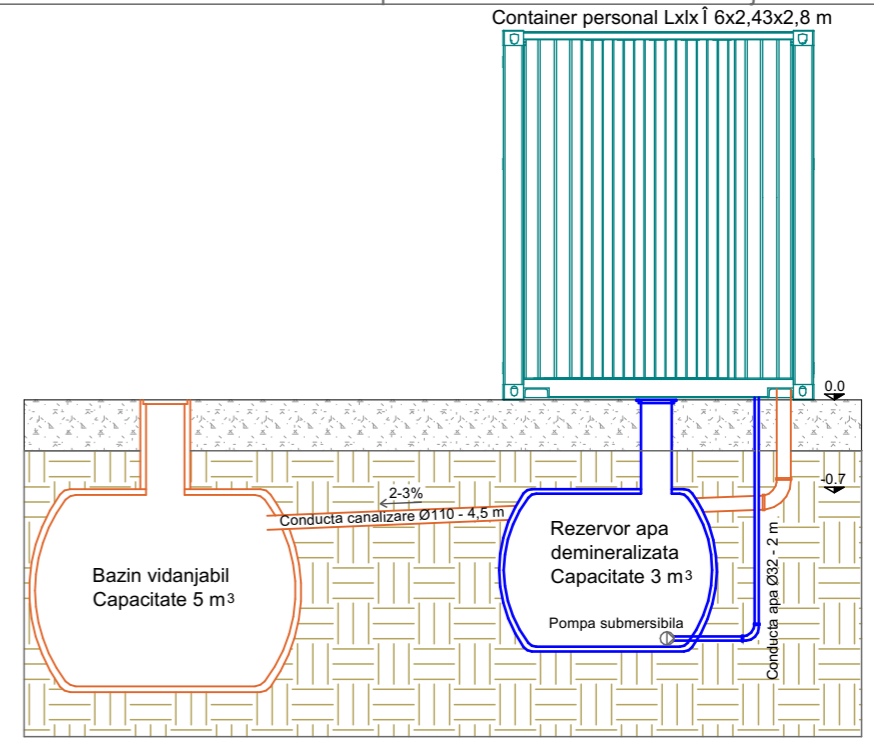 Container personal LxlxÎ 6x2,43x2,8 m
0.0
-0.7
2-3%
Conducta canalizare Ø110 - 4,5 m
Rezervor apa
demineralizata
Capacitate 3 m³
Bazin vidanjabil
Capacitate 5 m³
Pompa submersibila
Conducta apa Ø32 - 2 m